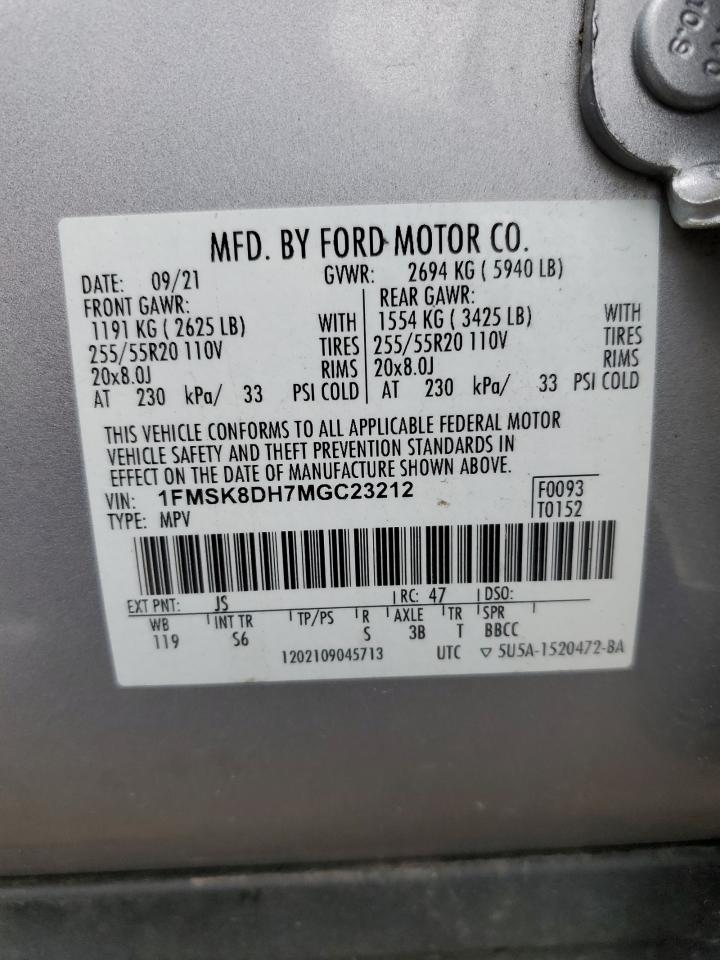 10.9
MFD. BY FORD MOTOR CO.
DATE: 09/21 GVWR: 2694 KG ( 5940 LB)
FRONT GAWR: REAR GAWR:
1191 KG ( 2625 LB) WITH 1554 KG ( 3425 LB) WITH
255/55R20 110V TIRES 255/55R20 110V TIRES
20x8.0J RIMS 20x8.0J RIMS
AT 230 kPa/ 33 PSI COLD AT 230 kPa/ 33 PSI COLD
THIS VEHICLE CONFORMS TO ALL APPLICABLE FEDERAL MOTOR
VEHICLE SAFETY AND THEFT PREVENTION STANDARDS IN
EFFECT ON THE DATE OF MANUFACTURE SHOWN ABOVE.
VIN: 1FMSK8DH7MGC23212 F0093
TYPE: MPV T0152
EXT PNT: JS RC: 47 DSO:
WB INT TR TP/PS R AXLE TR SPR
119 S6 S 3B T BBCC
1202109045713 UTC ▽ 5U5A-1520472-BA